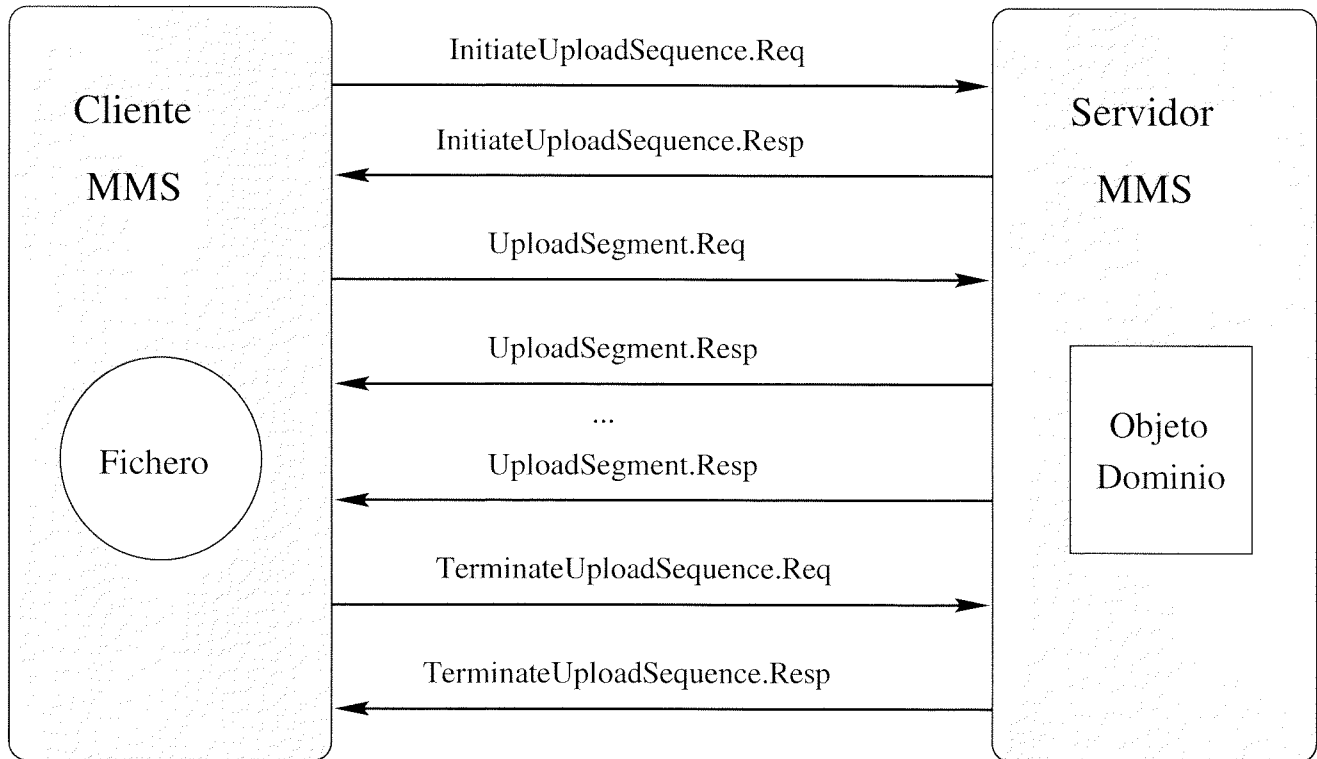 Cliente
MMS
Fichero
InitiateUploadSequence.Req
InitiateUploadSequence.Resp
UploadSegment.Req
UploadSegment.Resp
...
UploadSegment.Resp
TerminateUploadSequence.Req
TerminateUploadSequence.Resp
Servidor
MMS
Objeto
Dominio